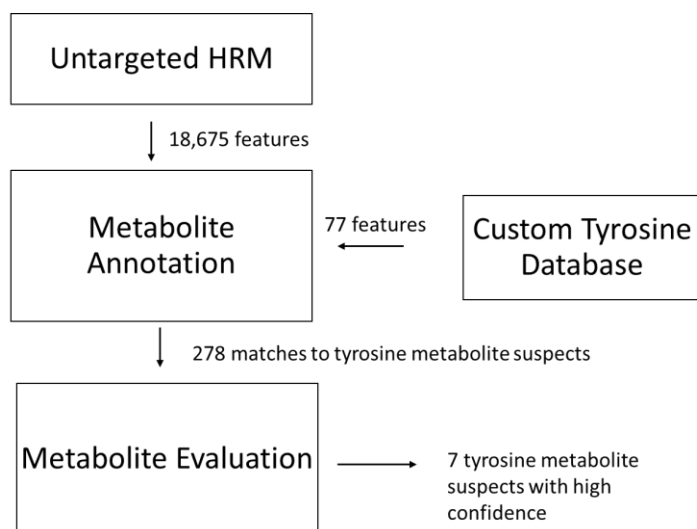 Untargeted HRM
18,675 features
Metabolite
Annotation
77 features
Custom Tyrosine
Database
278 matches to tyrosine metabolite suspects
Metabolite Evaluation
7 tyrosine metabolite
suspects with high
confidence